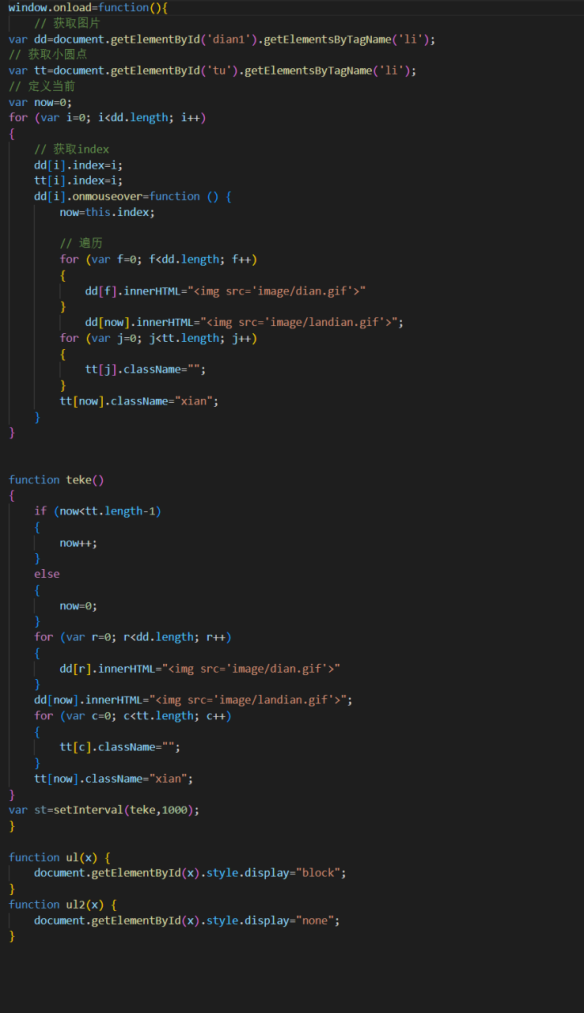 window.onload=function(){
    // 获取图片
var dd=document.getElementById('dian1').getElementsByTagName('li');
// 获取小圆点
var tt=document.getElementById('tu').getElementsByTagName('li');
// 定义当前
var now=0;
for (var i=0; i<dd.length; i++)
{
    // 获取index
    dd[i].index=i;
    tt[i].index=i;
    dd[i].onmouseover=function () {
        now=this.index;

        // 遍历
        for (var f=0; f<dd.length; f++)
        {
            dd[f].innerHTML="<img src='image/dian.gif'>"
        }
            dd[now].innerHTML="<img src='image/landian.gif'>";
        for (var j=0; j<tt.length; j++)
        {
            tt[j].className="";
        }
        tt[now].className="xian";
    }
}


function teke()
{
    if (now<tt.length-1)
    {
        now++;
    }
    else
    {
        now=0;
    }
    for (var r=0; r<dd.length; r++)
    {
        dd[r].innerHTML="<img src='image/dian.gif'>"
    }
    dd[now].innerHTML="<img src='image/landian.gif'>";
    for (var c=0; c<tt.length; c++)
    {
        tt[c].className="";
    }
    tt[now].className="xian";
}
var st=setInterval(teke,1000);
}

function ul(x) {
    document.getElementById(x).style.display="block";
}
function ul2(x) {
    document.getElementById(x).style.display="none";
}